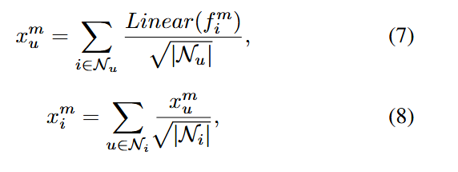 $x_u^m = \sum_{i \in \mathcal{N}_u} \frac{Linear(f_i^m)}{\sqrt{|\mathcal{N}_u|}},$ (7)
$x_i^m = \sum_{u \in \mathcal{N}_i} \frac{x_u^m}{\sqrt{|\mathcal{N}_i|}},$ (8)